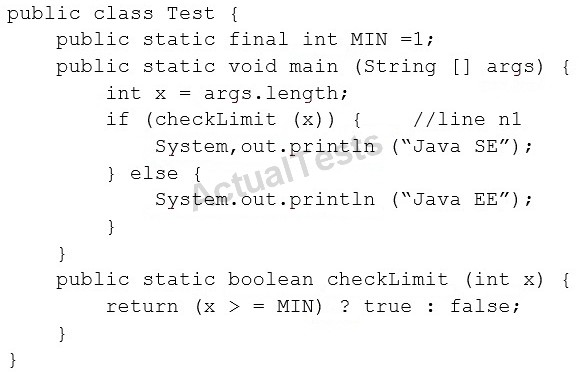 public class Test {
    public static final int MIN =1;
    public static void main (String [] args) {
        int x = args.length;
        if (checkLimit (x)) {    //line n1
            System,out.println (“Java SE”);
        } else {
            System.out.println (“Java EE”);
        }
    }
    public static boolean checkLimit (int x) {
        return (x > = MIN) ? true : false;
    }
}
ActualTests